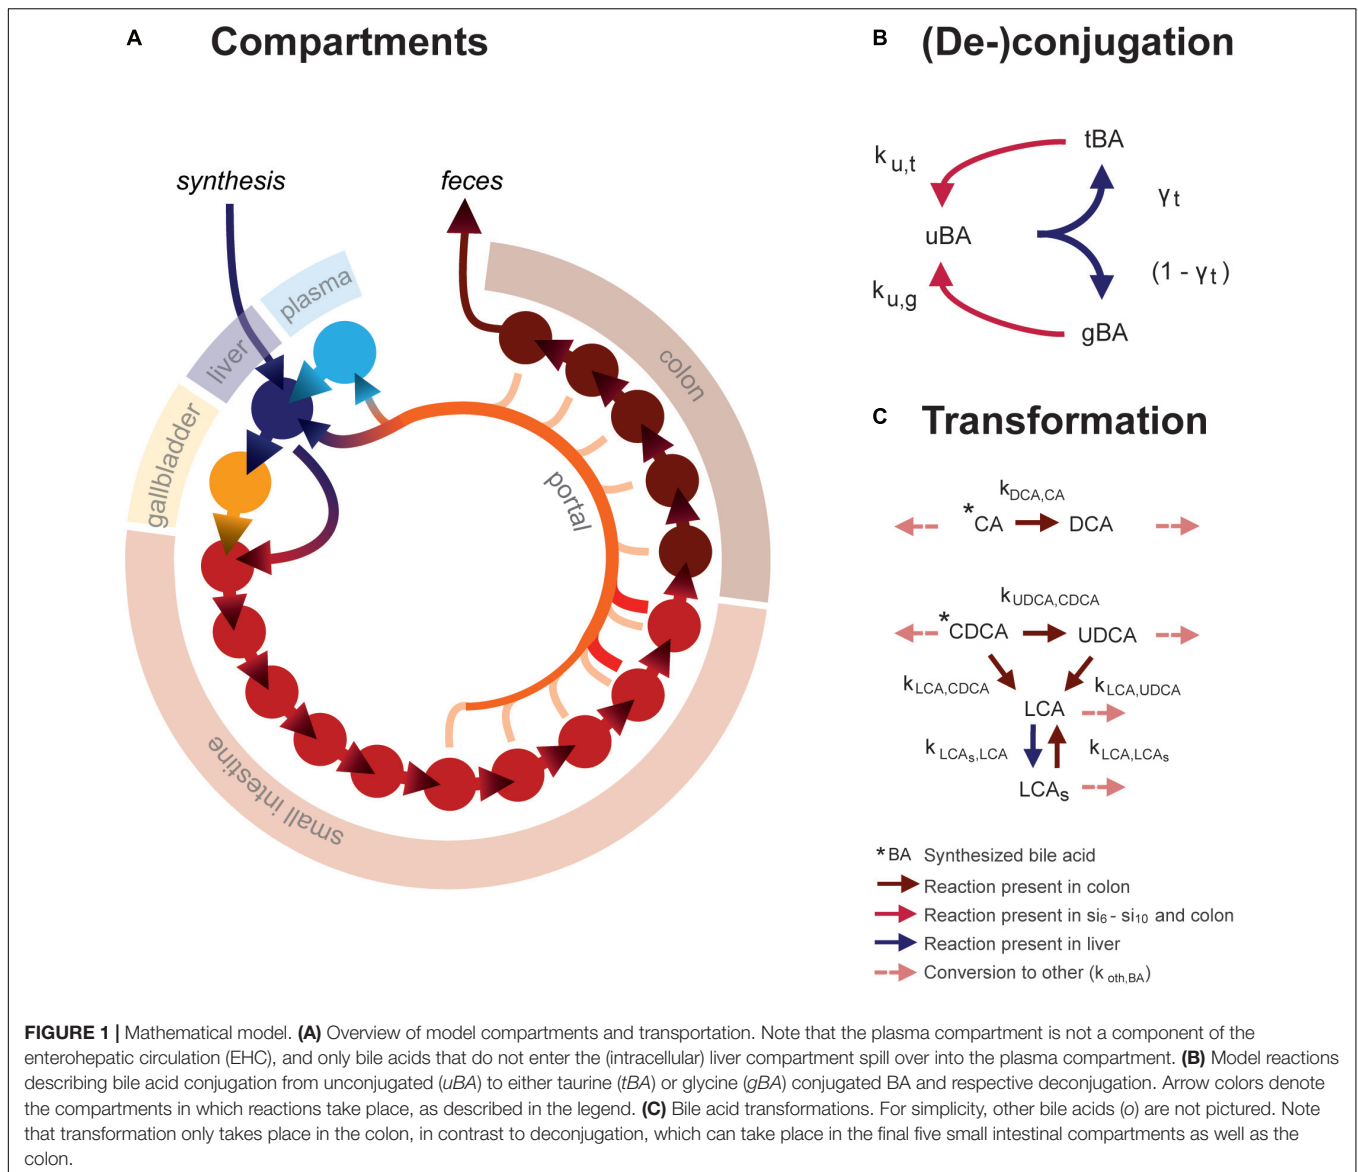 A Compartments
synthesis
feces
plasma
liver
gallbladder
colon
portal
small intestine
B (De-)conjugation
tBA
k u,t
γ t
uBA
(1 - γ t )
k u,g
gBA
C Transformation
k DCA,CA
*CA
DCA
k UDCA,CDCA
*CDCA
UDCA
k LCA,CDCA
k LCA,UDCA
LCA
k LCAs,LCA
k LCA,LCAs
LCAs
*BA Synthesized bile acid
Reaction present in colon
Reaction present in si6 - si10 and colon
Reaction present in liver
Conversion to other (k oth,BA)
FIGURE 1 | Mathematical model. (A) Overview of model compartments and transportation. Note that the plasma compartment is not a component of the
enterohepatic circulation (EHC), and only bile acids that do not enter the (intracellular) liver compartment spill over into the plasma compartment. (B) Model reactions
describing bile acid conjugation from unconjugated (uBA) to either taurine (tBA) or glycine (gBA) conjugated BA and respective deconjugation. Arrow colors denote
the compartments in which reactions take place, as described in the legend. (C) Bile acid transformations. For simplicity, other bile acids (o) are not pictured. Note
that transformation only takes place in the colon, in contrast to deconjugation, which can take place in the final five small intestinal compartments as well as the
colon.